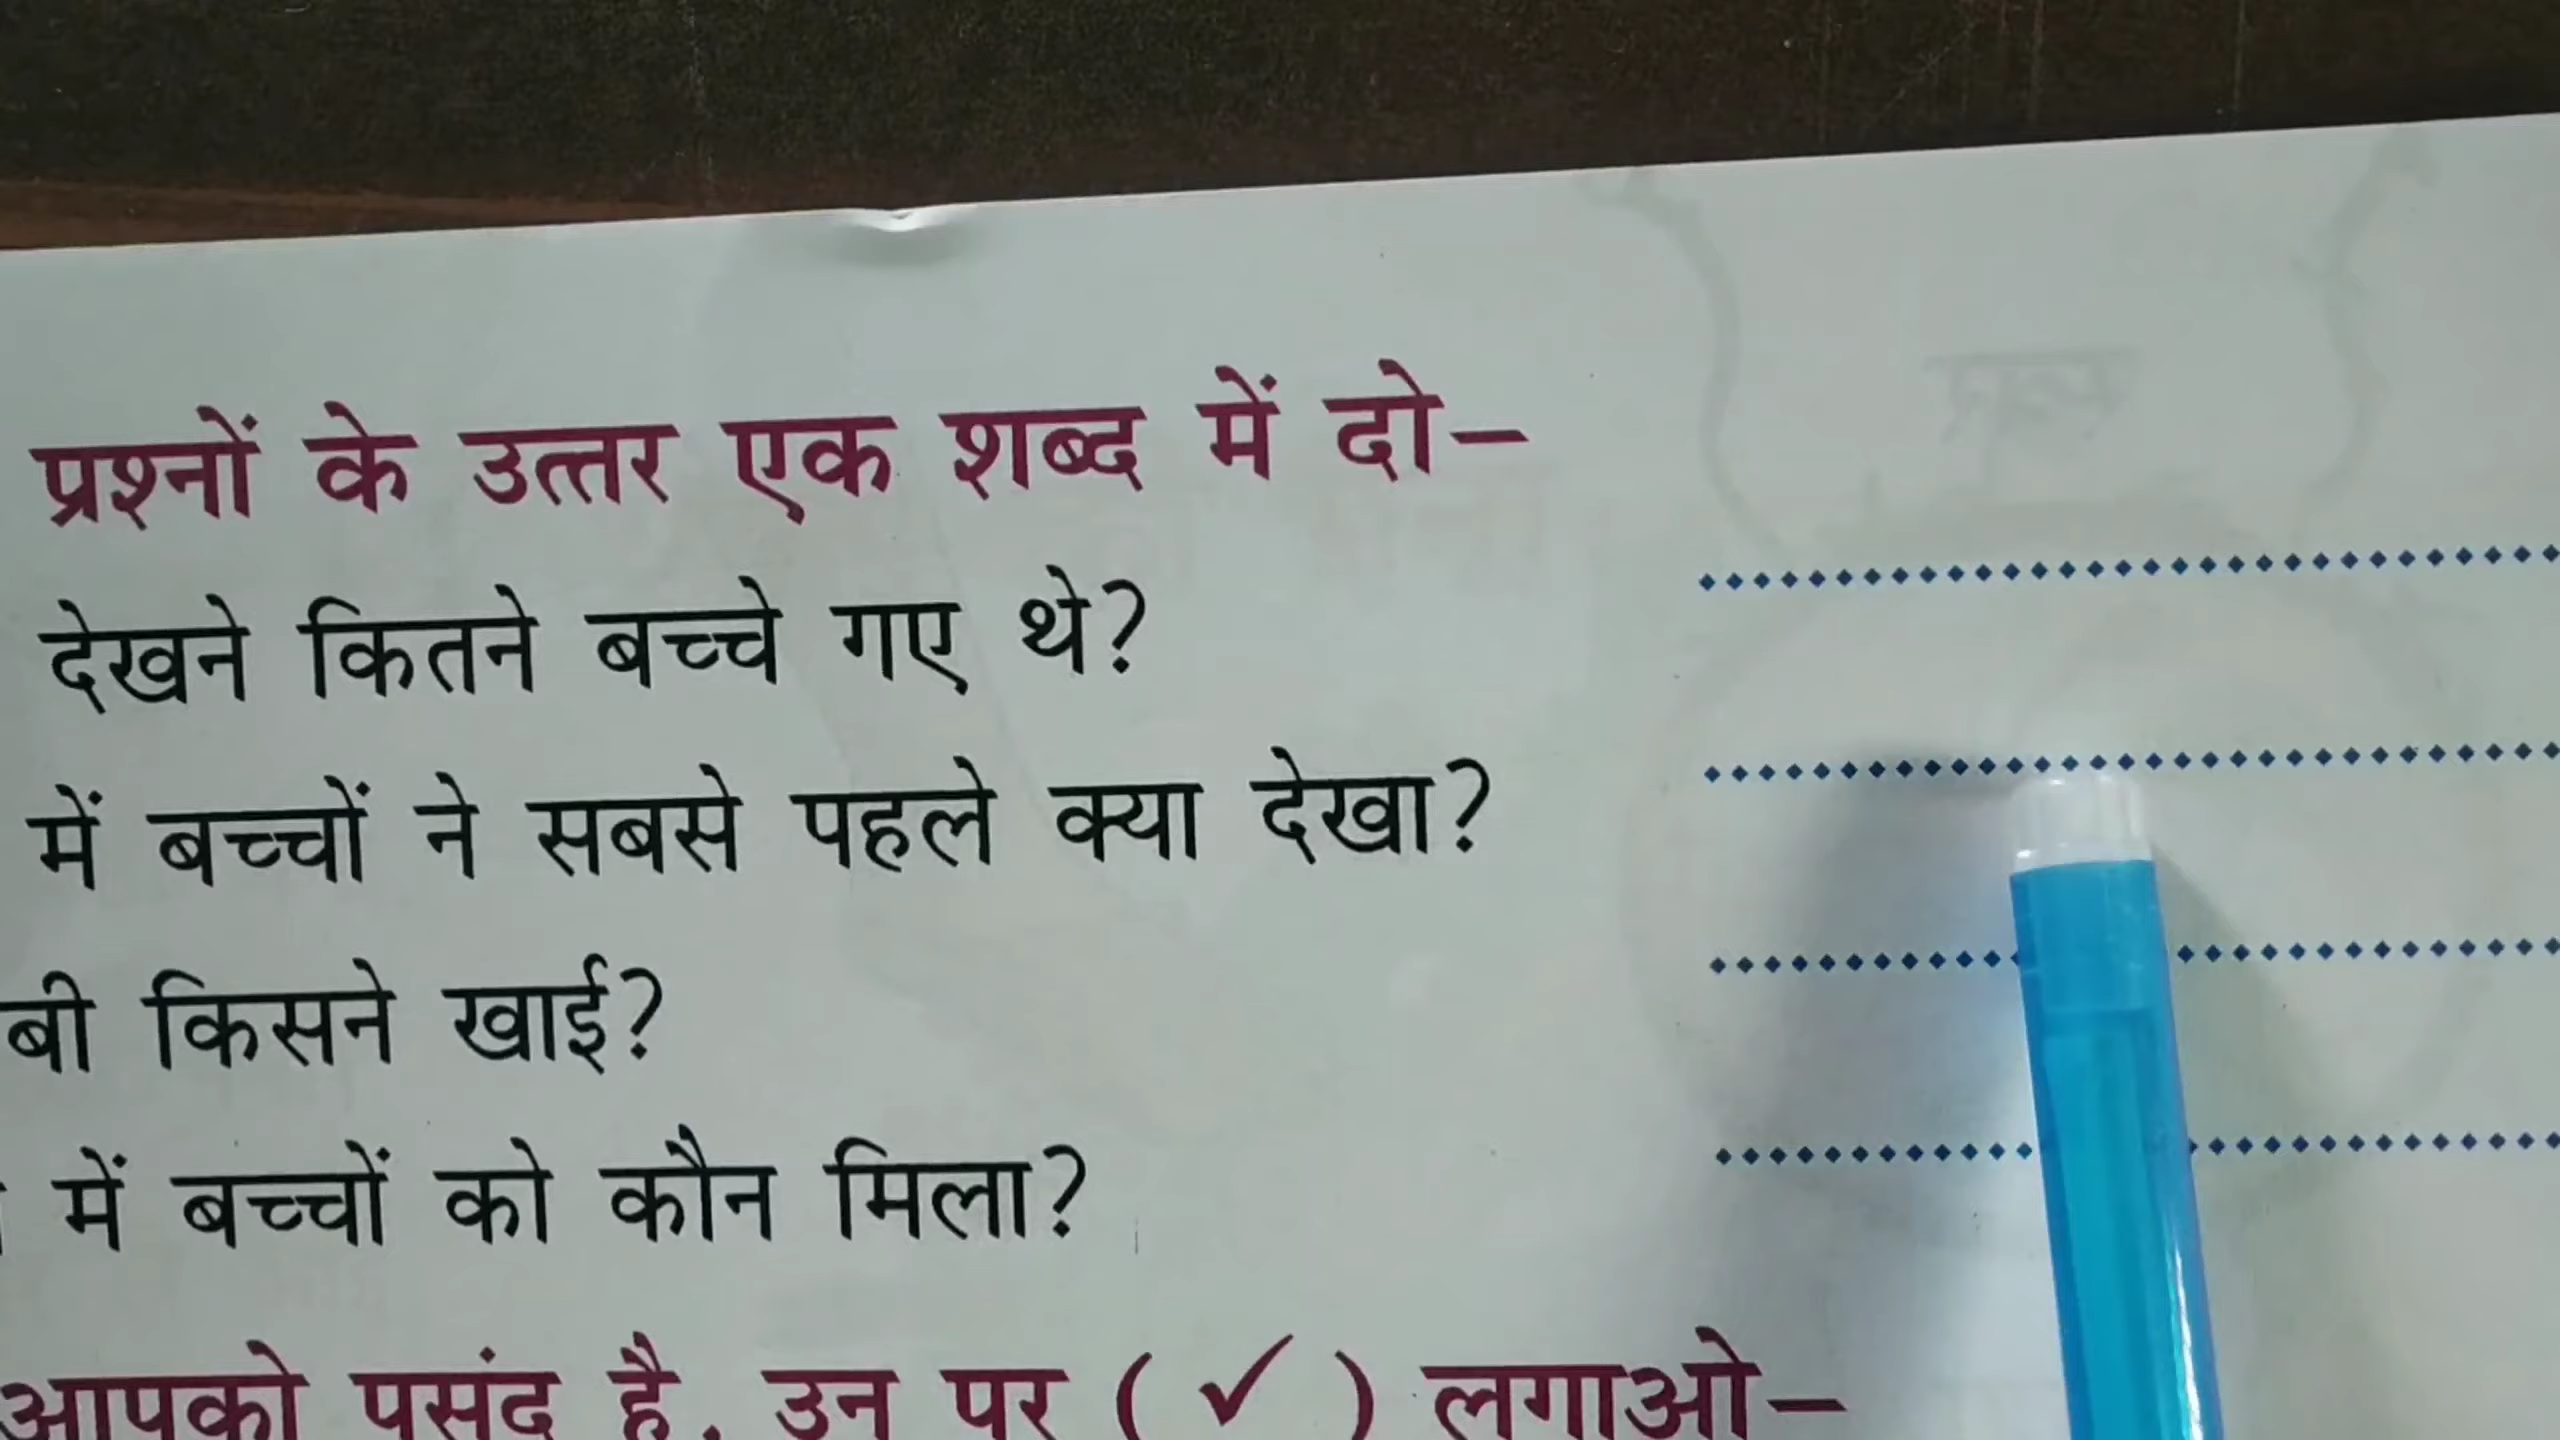 प्रश्नों के उत्तर एक शब्द में दो–
देखने कितने बच्चे गए थे?
में बच्चों ने सबसे पहले क्या देखा?
बी किसने खाई?
में बच्चों को कौन मिला?
आपको पसंद है, उन पर ( ✓ ) लगाओ–